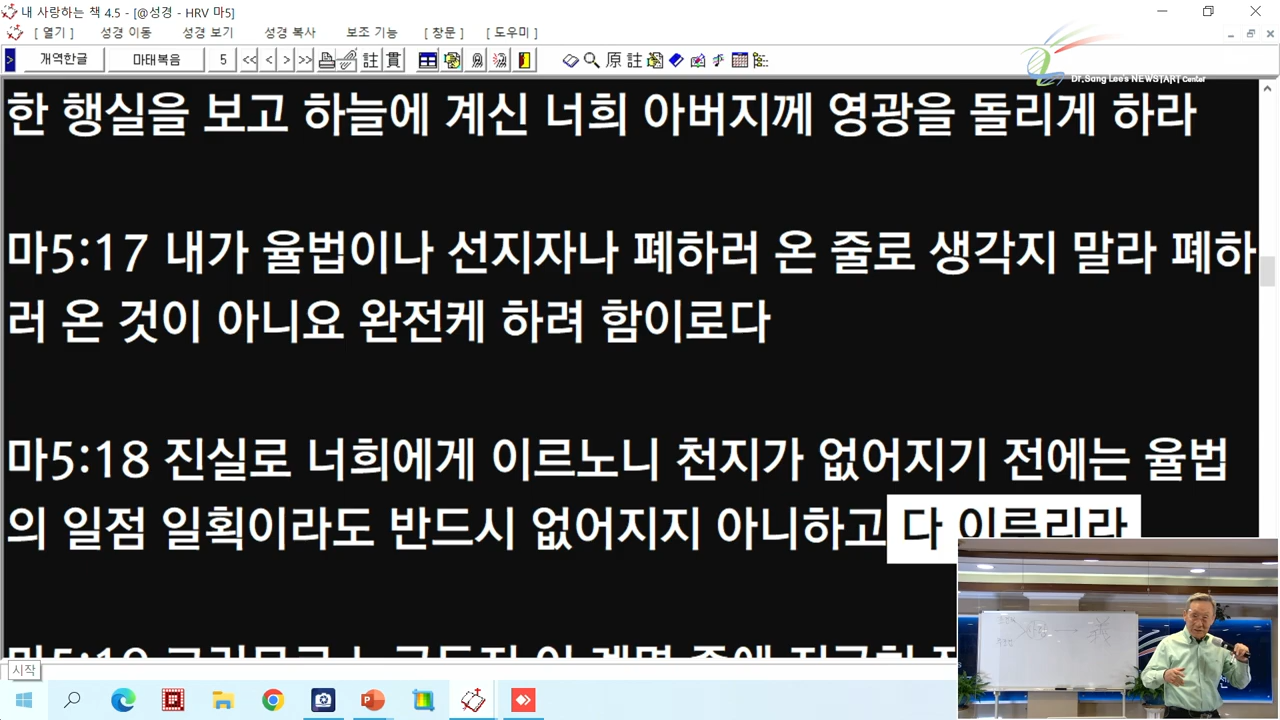 내 사랑하는 책 4.5 - [@성경 - HRV 마5]
[ 열기 ] 성경 이동 성경 보기 성경 복사 보조 기능 [ 창문 ] [ 도우미 ]
개역한글 마태복음 5 << < > >> 註 貫 原 註
Dr.Sang Lee's NEWSTART Center
한 행실을 보고 하늘에 계신 너희 아버지께 영광을 돌리게 하라
마5:17 내가 율법이나 선지자나 폐하러 온 줄로 생각지 말라 폐하
러 온 것이 아니요 완전케 하려 함이로다
마5:18 진실로 너희에게 이르노니 천지가 없어지기 전에는 율법
의 일점 일획이라도 반드시 없어지지 아니하고 다 이루리라
시작